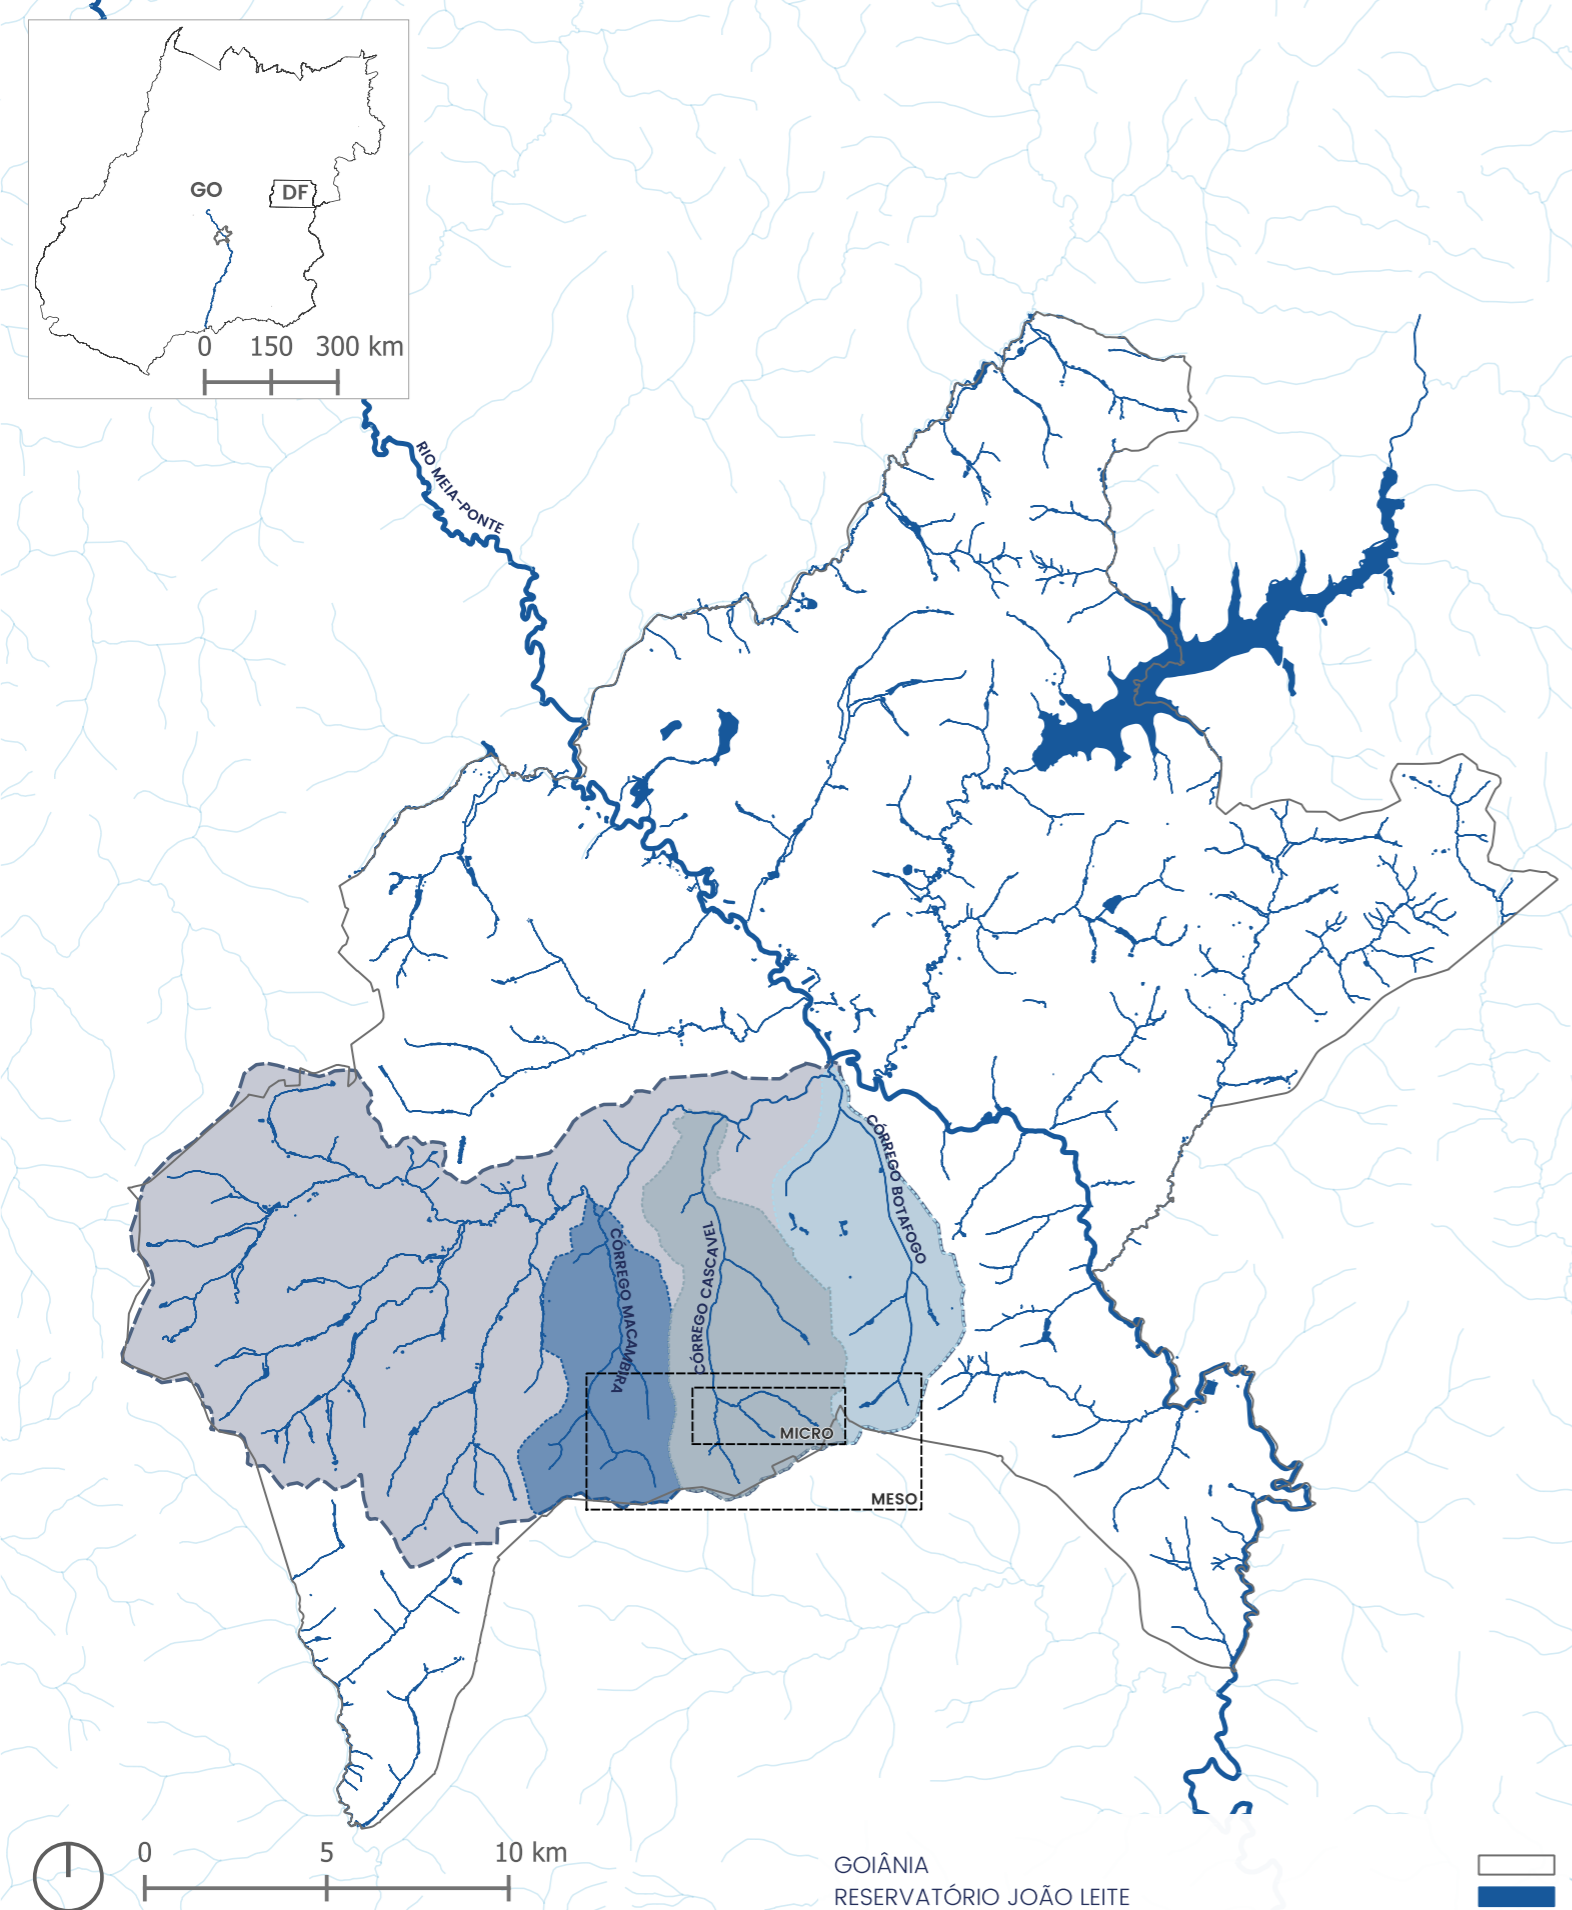 GO
DF
0 150 300 km
RIO MEIA-PONTE
CÓRREGO BOTAFOGO
CÓRREGO CASCAVEL
CÓRREGO MACAMBIRA
MICRO
MESO
0 5 10 km
GOIÂNIA
RESERVATÓRIO JOÃO LEITE